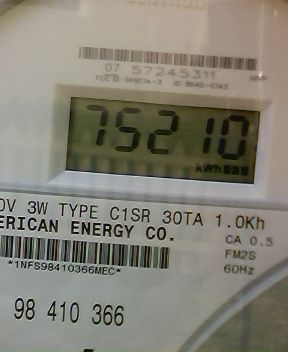 07 57245311
75210
kWh
0V 3W TYPE C1SR 30TA 1.0Kh
ERICAN ENERGY CO.
CA 0.5
FM2S
60Hz
*1NFS98410366MEC*
98 410 366